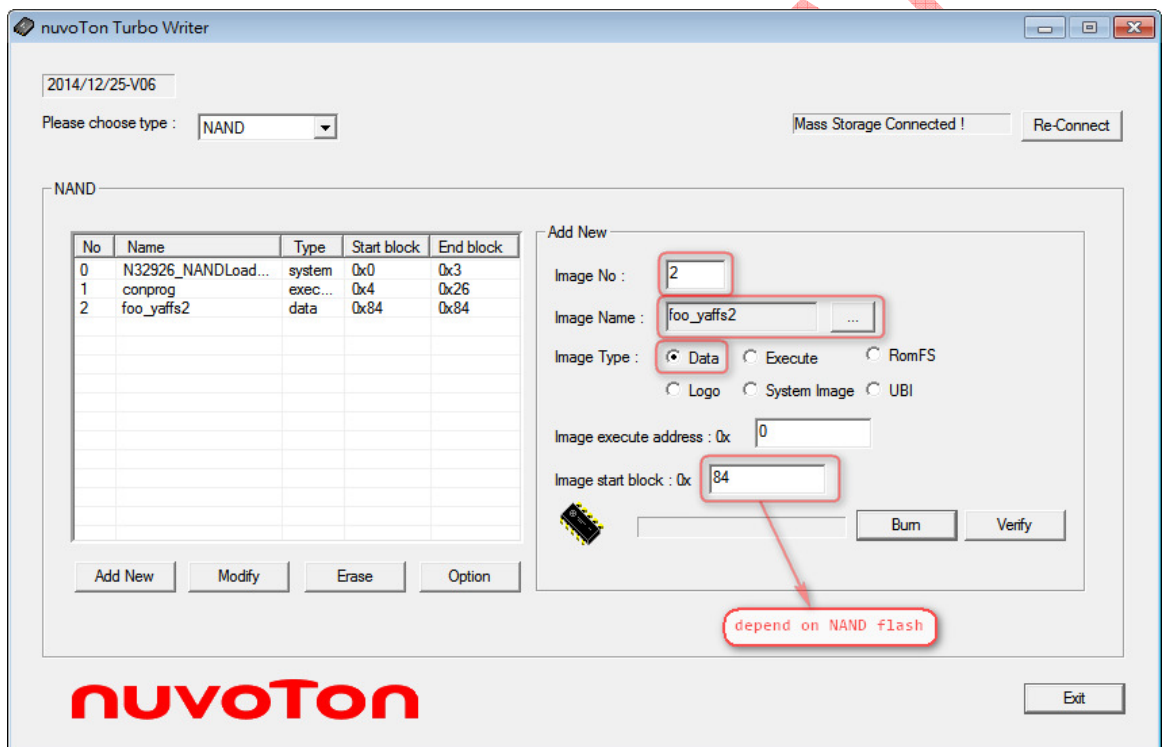 nuvoTon Turbo Writer
2014/12/25-V06
Please choose type : NAND
Mass Storage Connected ! Re-Connect
NAND
No Name Type Start block End block
0 N32926_NANDLoad... system 0x0 0x3
1 conprog exec... 0x4 0x26
2 foo_yaffs2 data 0x84 0x84
Add New Modify Erase Option
Add New
Image No : 2
Image Name : foo_yaffs2 ...
Image Type : Data Execute RomFS
Logo System Image UBI
Image execute address : 0x 0
Image start block : 0x 84
Burn Verify
depend on NAND flash
nuvoTon
Exit